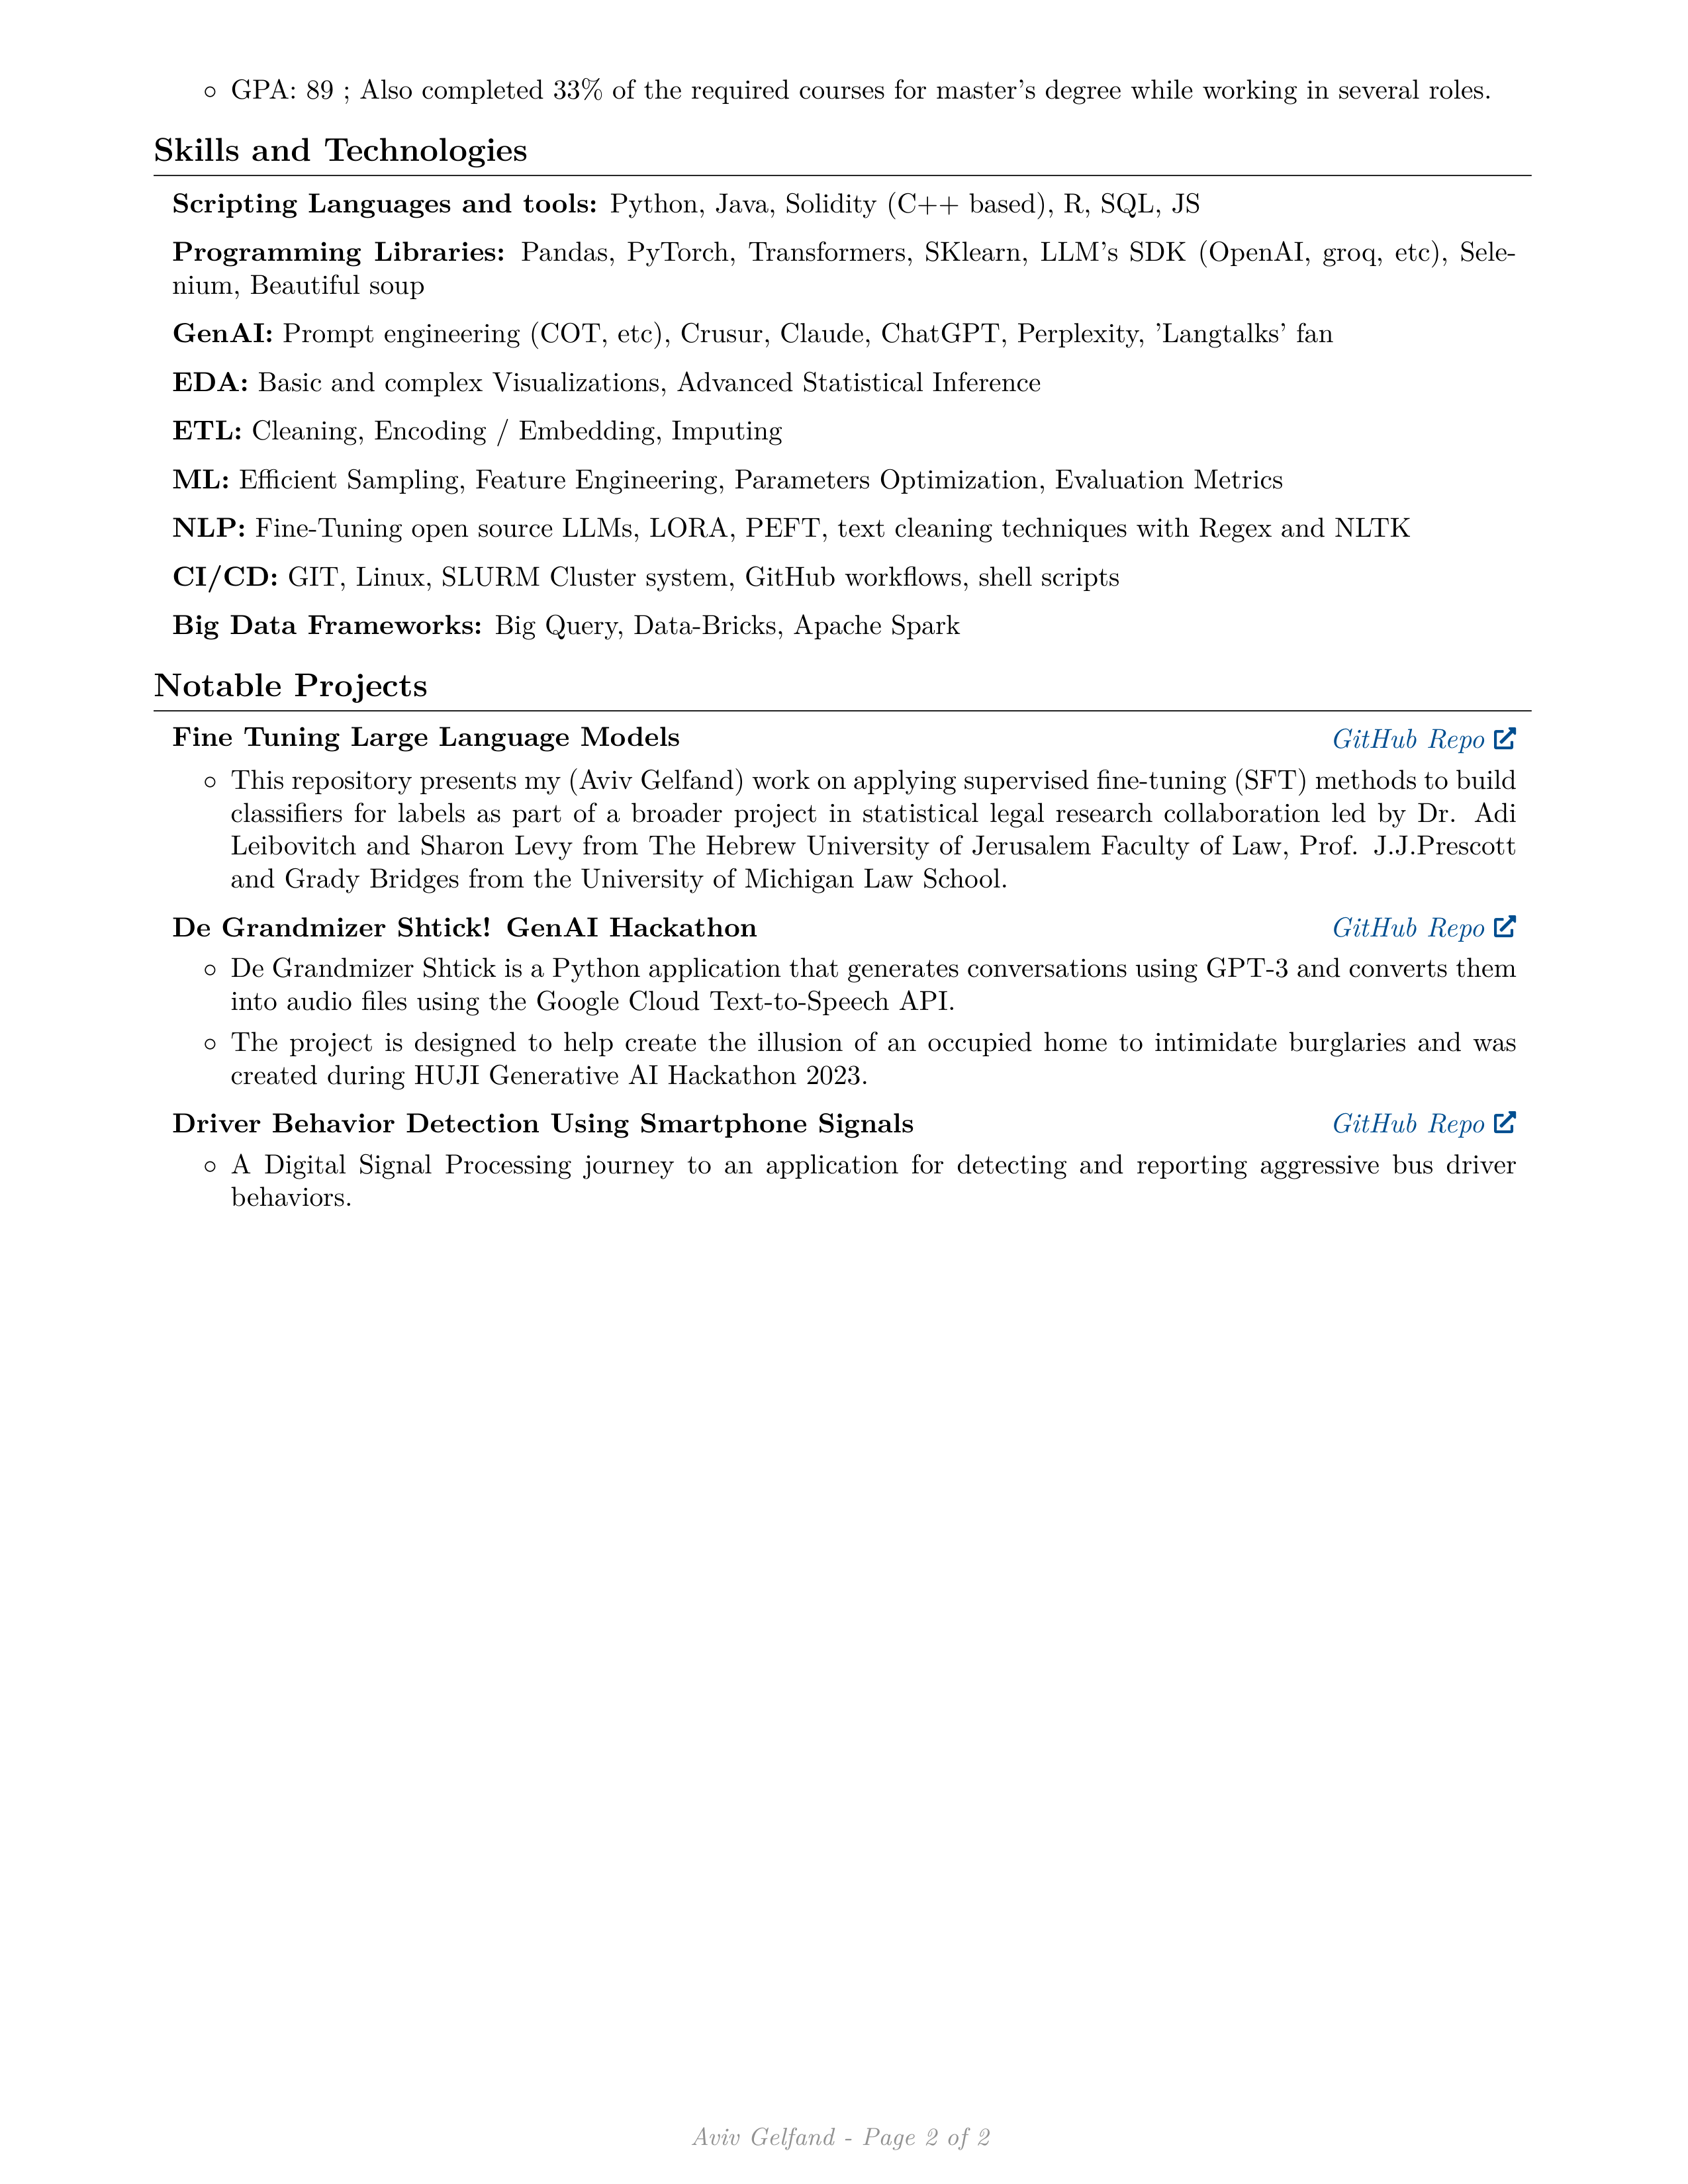 ◦ GPA: 89 ; Also completed 33% of the required courses for master's degree while working in several roles.
Skills and Technologies
Scripting Languages and tools: Python, Java, Solidity (C++ based), R, SQL, JS
Programming Libraries: Pandas, PyTorch, Transformers, SKlearn, LLM's SDK (OpenAI, groq, etc), Sele-
nium, Beautiful soup
GenAI: Prompt engineering (COT, etc), Crusur, Claude, ChatGPT, Perplexity, 'Langtalks' fan
EDA: Basic and complex Visualizations, Advanced Statistical Inference
ETL: Cleaning, Encoding / Embedding, Imputing
ML: Efficient Sampling, Feature Engineering, Parameters Optimization, Evaluation Metrics
NLP: Fine-Tuning open source LLMs, LORA, PEFT, text cleaning techniques with Regex and NLTK
CI/CD: GIT, Linux, SLURM Cluster system, GitHub workflows, shell scripts
Big Data Frameworks: Big Query, Data-Bricks, Apache Spark
Notable Projects
Fine Tuning Large Language Models GitHub Repo
◦ This repository presents my (Aviv Gelfand) work on applying supervised fine-tuning (SFT) methods to build
classifiers for labels as part of a broader project in statistical legal research collaboration led by Dr. Adi
Leibovitch and Sharon Levy from The Hebrew University of Jerusalem Faculty of Law, Prof. J.J.Prescott
and Grady Bridges from the University of Michigan Law School.
De Grandmizer Shtick! GenAI Hackathon GitHub Repo
◦ De Grandmizer Shtick is a Python application that generates conversations using GPT-3 and converts them
into audio files using the Google Cloud Text-to-Speech API.
◦ The project is designed to help create the illusion of an occupied home to intimidate burglaries and was
created during HUJI Generative AI Hackathon 2023.
Driver Behavior Detection Using Smartphone Signals GitHub Repo
◦ A Digital Signal Processing journey to an application for detecting and reporting aggressive bus driver
behaviors.
Aviv Gelfand - Page 2 of 2